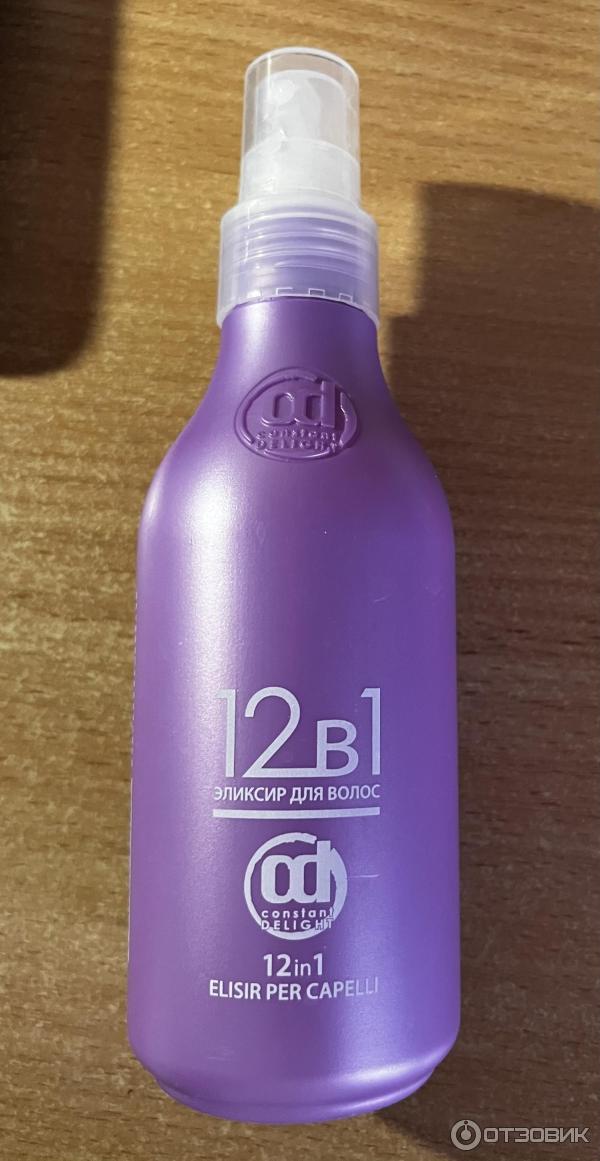 cd
constant
DELIGHT
12в1
ЭЛИКСИР ДЛЯ ВОЛОС
cd
constant
DELIGHT
12in1
ELISIR PER CAPELLI
ОТЗОВИК